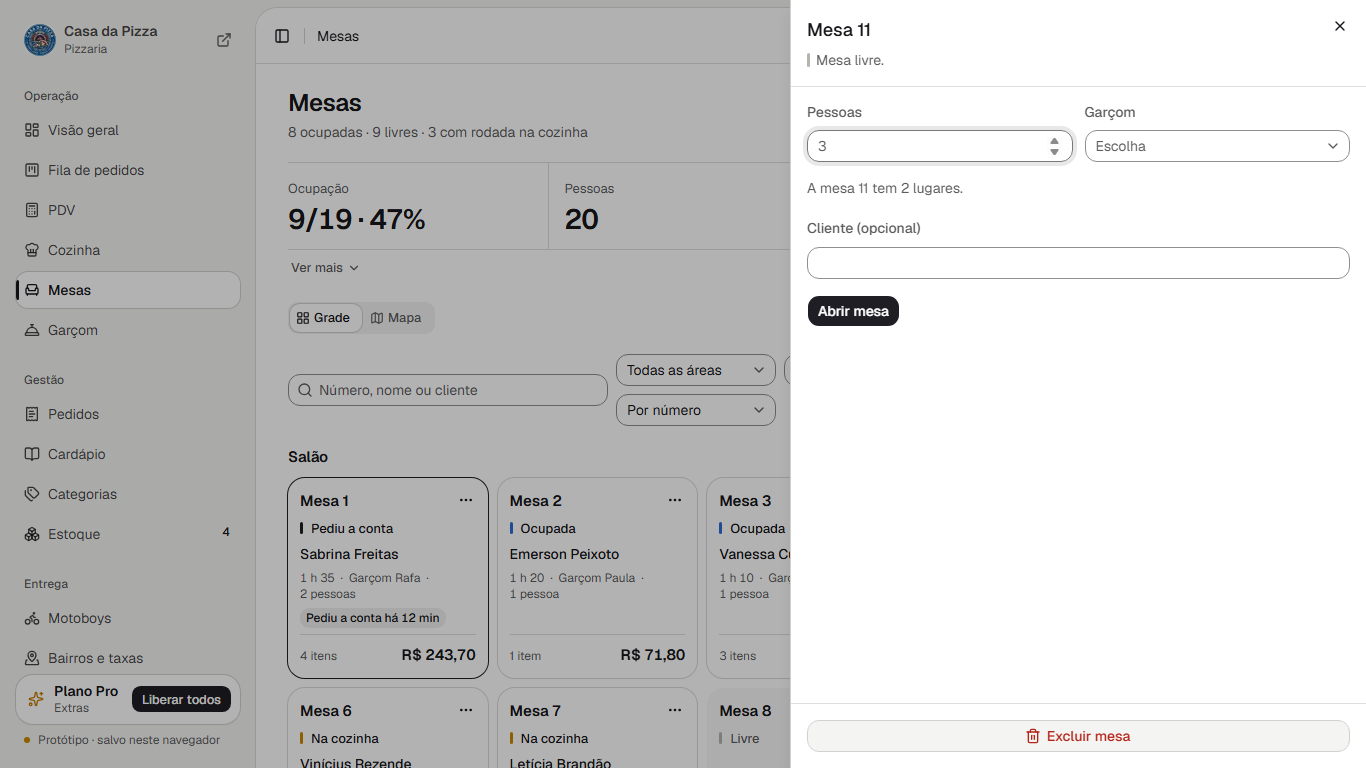 Casa da Pizza
Pizzaria
Operação
Visão geral
Fila de pedidos
PDV
Cozinha
Mesas
Garçom
Gestão
Pedidos
Cardápio
Categorias
Estoque 4
Entrega
Motoboys
Bairros e taxas
Plano Pro
Extras
Liberar todos
Protótipo · salvo neste navegador
Mesas
Mesas
8 ocupadas · 9 livres · 3 com rodada na cozinha
Ocupação
9/19 · 47%
Pessoas
20
Ver mais
Grade
Mapa
Número, nome ou cliente
Todas as áreas
Por número
Salão
Mesa 1
Pediu a conta
Sabrina Freitas
1 h 35 · Garçom Rafa ·
2 pessoas
Pediu a conta há 12 min
4 itens R$ 243,70
Mesa 2
Ocupada
Emerson Peixoto
1 h 20 · Garçom Paula ·
1 pessoa
1 item R$ 71,80
Mesa 3
Ocupada
Vanessa
1 h 10 ·
1 pessoa
3 itens
Mesa 6
Na cozinha
Vinícius Rezende
Mesa 7
Na cozinha
Letícia Brandão
Mesa 8
Livre
Mesa 11
Mesa livre.
Pessoas
3
Garçom
Escolha
A mesa 11 tem 2 lugares.
Cliente (opcional)
Abrir mesa
Excluir mesa